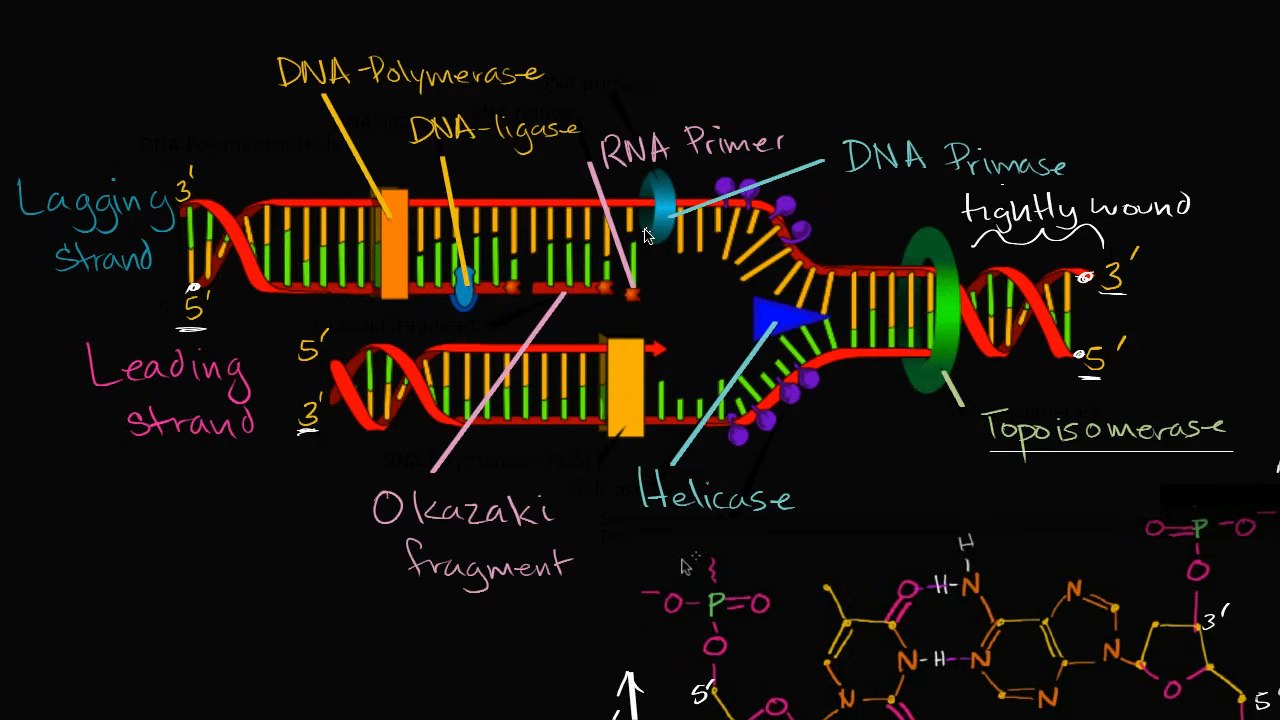 DNA-Polymerase
DNA-ligase
RNA Primer
DNA Primase
Lagging
strand
3'
5'
tightly wound
3'
5'
Leading
strand
5'
3'
Topoisomerase
Okazaki
fragment
Helicase
-O-P=O
O
5'
O
N
N
O
H
H
H
N
N
N
N
N
O=P-O-
O
3'
O
5